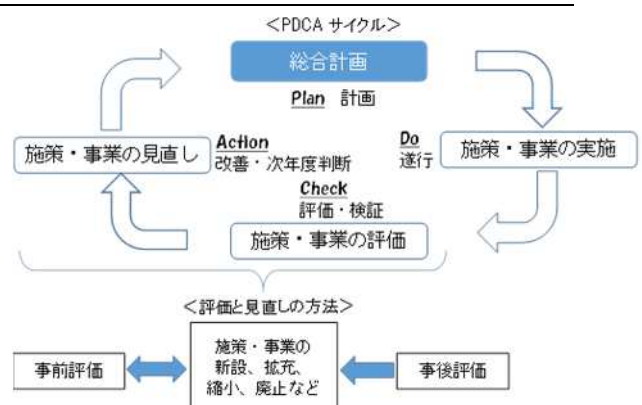 ＜PDCA サイクル＞
総合計画
Plan 計画
施策・事業の見直し
Action
改善・次年度判断
Do
遂行
施策・事業の実施
Check
評価・検証
施策・事業の評価
＜評価と見直しの方法＞
事前評価
施策・事業の
新設、拡充、
縮小、廃止など
事後評価